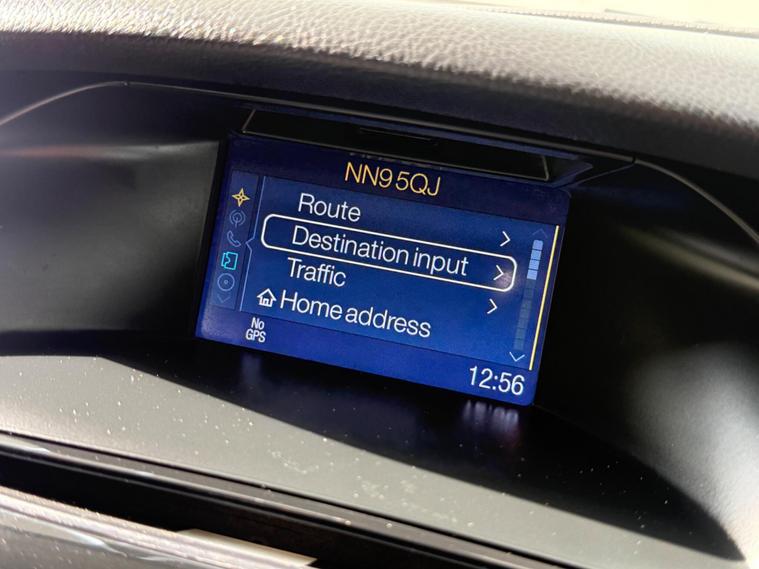 NN9 5QJ
Route
Destination input
Traffic
Home address
No
GPS
12:56